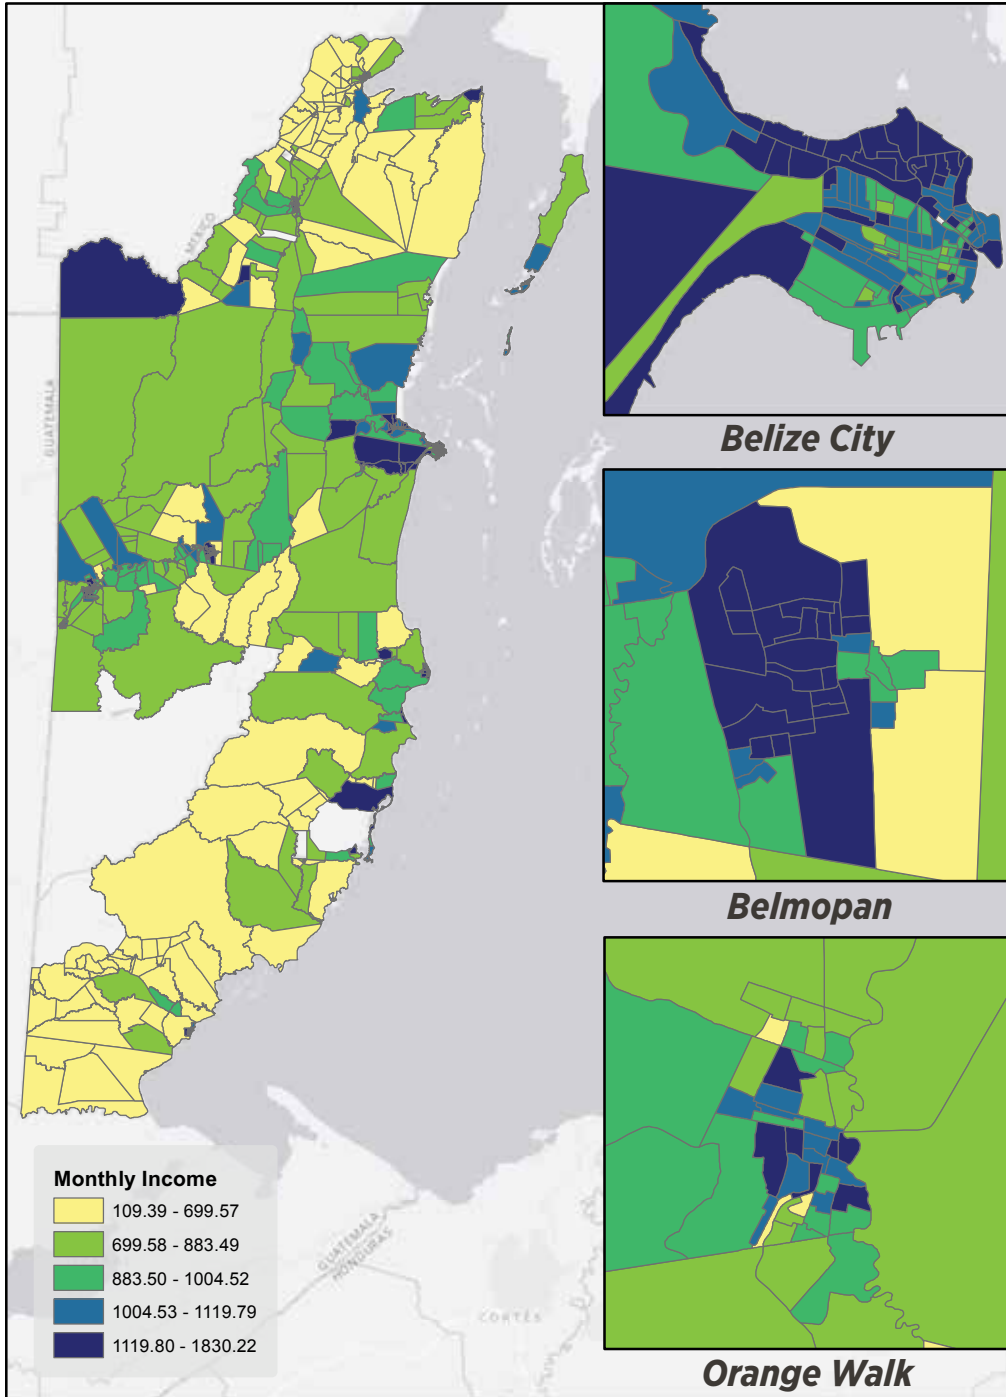 MEXICO
GUATEMALA
Belize City
Belmopan
Monthly Income
109.39 - 699.57
699.58 - 883.49
883.50 - 1004.52
1004.53 - 1119.79
1119.80 - 1830.22
GUATEMALA
HONDURAS
CORTÉS
Orange Walk